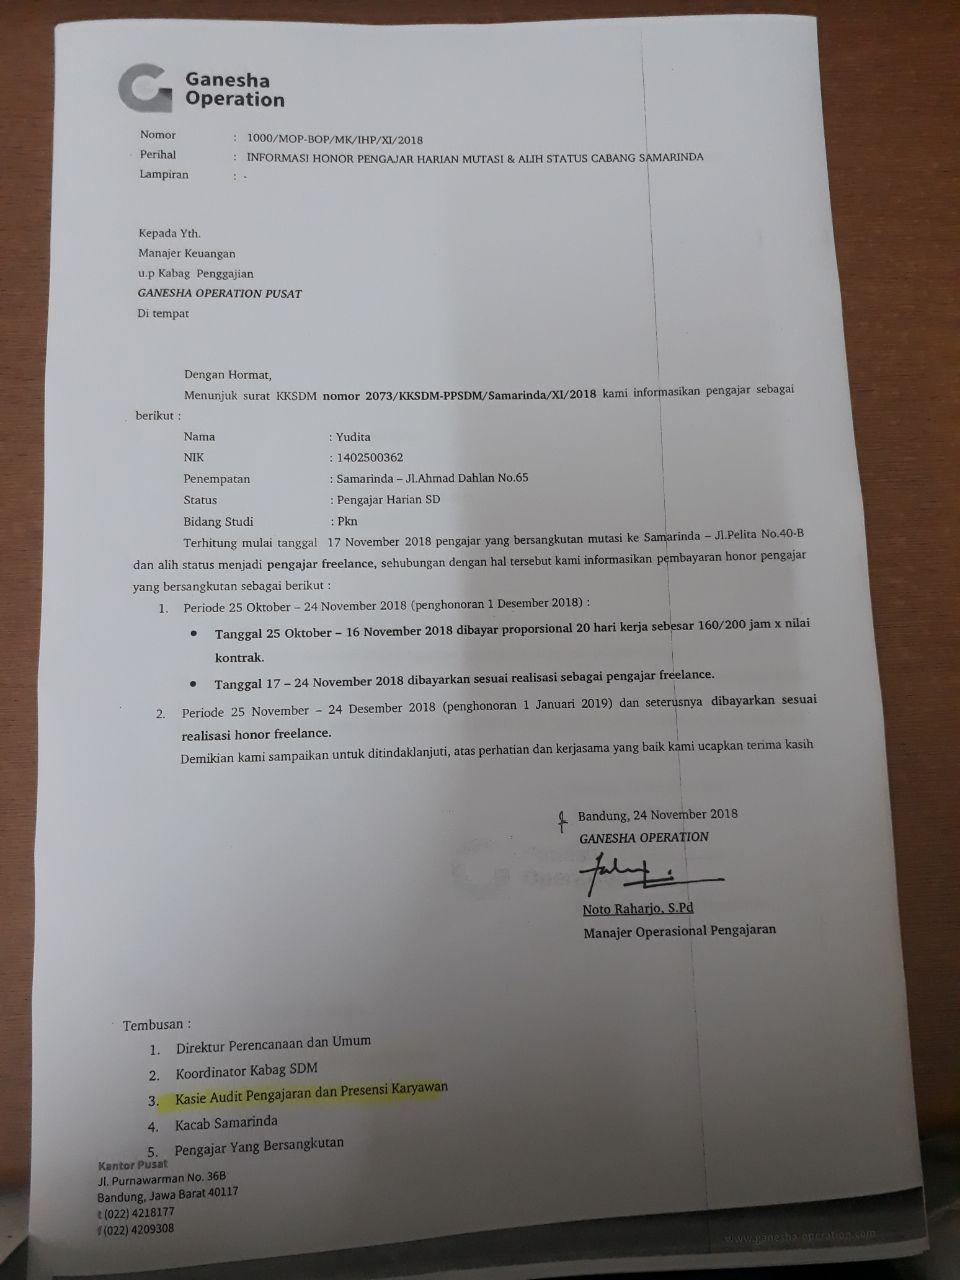 Ganesha
Operation
Nomor : 1000/MOP-BOP/MK/IHP/XI/2018
Perihal : INFORMASI HONOR PENGAJAR HARIAN MUTASI & ALIH STATUS CABANG SAMARINDA
Lampiran : -
Kepada Yth.
Manajer Keuangan
u.p Kabag Penggajian
GANESHA OPERATION PUSAT
Di tempat
Dengan Hormat,
Menunjuk surat KKSDM nomor 2073/KKSDM-PPSDM/Samarinda/XI/2018 kami informasikan pengajar sebagai
berikut :
Nama : Yudita
NIK : 1402500362
Penempatan : Samarinda – Jl.Ahmad Dahlan No.65
Status : Pengajar Harian SD
Bidang Studi : Pkn
Terhitung mulai tanggal 17 November 2018 pengajar yang bersangkutan mutasi ke Samarinda – Jl.Pelita No.40-B
dan alih status menjadi pengajar freelance, sehubungan dengan hal tersebut kami informasikan pembayaran honor pengajar
yang bersangkutan sebagai berikut :
1. Periode 25 Oktober – 24 November 2018 (penghonoran 1 Desember 2018) :
• Tanggal 25 Oktober – 16 November 2018 dibayar proporsional 20 hari kerja sebesar 160/200 jam x nilai
kontrak.
• Tanggal 17 – 24 November 2018 dibayarkan sesuai realisasi sebagai pengajar freelance.
2. Periode 25 November – 24 Desember 2018 (penghonoran 1 Januari 2019) dan seterusnya dibayarkan sesuai
realisasi honor freelance.
Demikian kami sampaikan untuk ditindaklanjuti, atas perhatian dan kerjasama yang baik kami ucapkan terima kasih
Bandung, 24 November 2018
GANESHA OPERATION
Noto Raharjo, S.Pd
Manajer Operasional Pengajaran
Tembusan :
1. Direktur Perencanaan dan Umum
2. Koordinator Kabag SDM
3. Kasie Audit Pengajaran dan Presensi Karyawan
4. Kacab Samarinda
5. Pengajar Yang Bersangkutan
Kantor Pusat
Jl. Purnawarman No. 36B
Bandung, Jawa Barat 40117
t (022) 4218177
f (022) 4209308
www.ganesha-operation.com